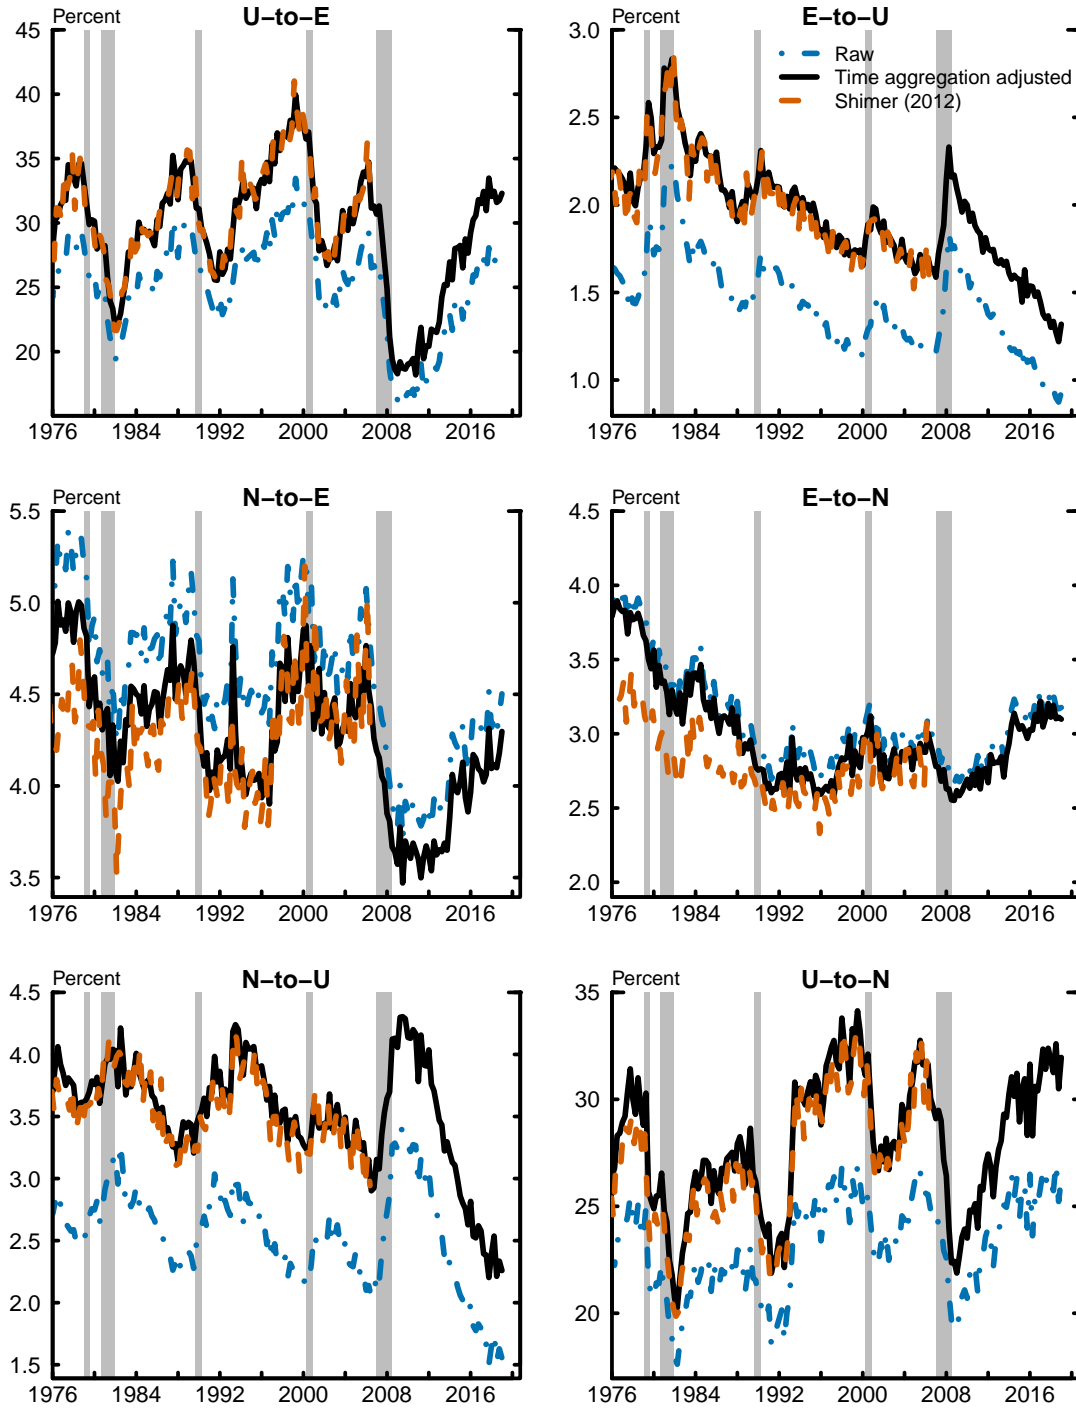 Percent
U–to–E
45
40
35
30
25
20
1976 1984 1992 2000 2008 2016
Percent
E–to–U
3.0
2.5
2.0
1.5
1.0
Raw
Time aggregation adjusted
Shimer (2012)
1976 1984 1992 2000 2008 2016
Percent
N–to–E
5.5
5.0
4.5
4.0
3.5
1976 1984 1992 2000 2008 2016
Percent
E–to–N
4.5
4.0
3.5
3.0
2.5
2.0
1976 1984 1992 2000 2008 2016
Percent
N–to–U
4.5
4.0
3.5
3.0
2.5
2.0
1.5
1976 1984 1992 2000 2008 2016
Percent
U–to–N
35
30
25
20
1976 1984 1992 2000 2008 2016